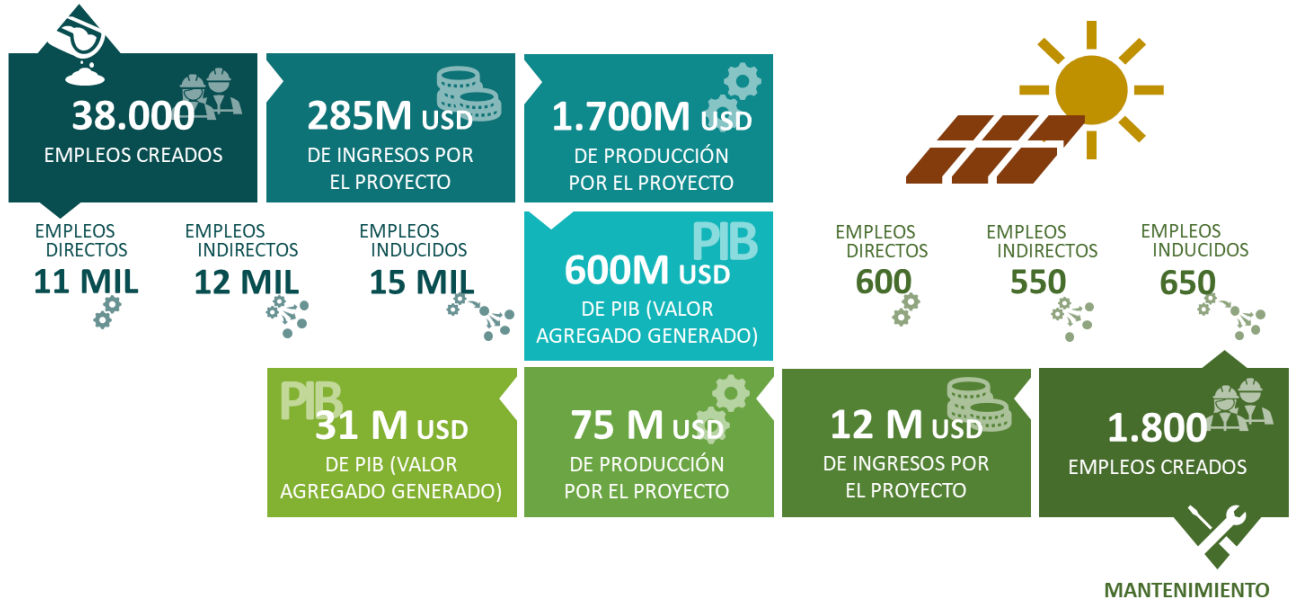 38.000
EMPLEOS CREADOS
285M USD
DE INGRESOS POR
EL PROYECTO
1.700M USD
DE PRODUCCIÓN
POR EL PROYECTO
EMPLEOS
DIRECTOS
11 MIL
EMPLEOS
INDIRECTOS
12 MIL
EMPLEOS
INDUCIDOS
15 MIL
PIB
600M USD
DE PIB (VALOR
AGREGADO GENERADO)
EMPLEOS
DIRECTOS
600
EMPLEOS
INDIRECTOS
550
EMPLEOS
INDUCIDOS
650
PIB
31 M USD
DE PIB (VALOR
AGREGADO GENERADO)
75 M USD
DE PRODUCCIÓN
POR EL PROYECTO
12 M USD
DE INGRESOS POR
EL PROYECTO
1.800
EMPLEOS CREADOS
MANTENIMIENTO